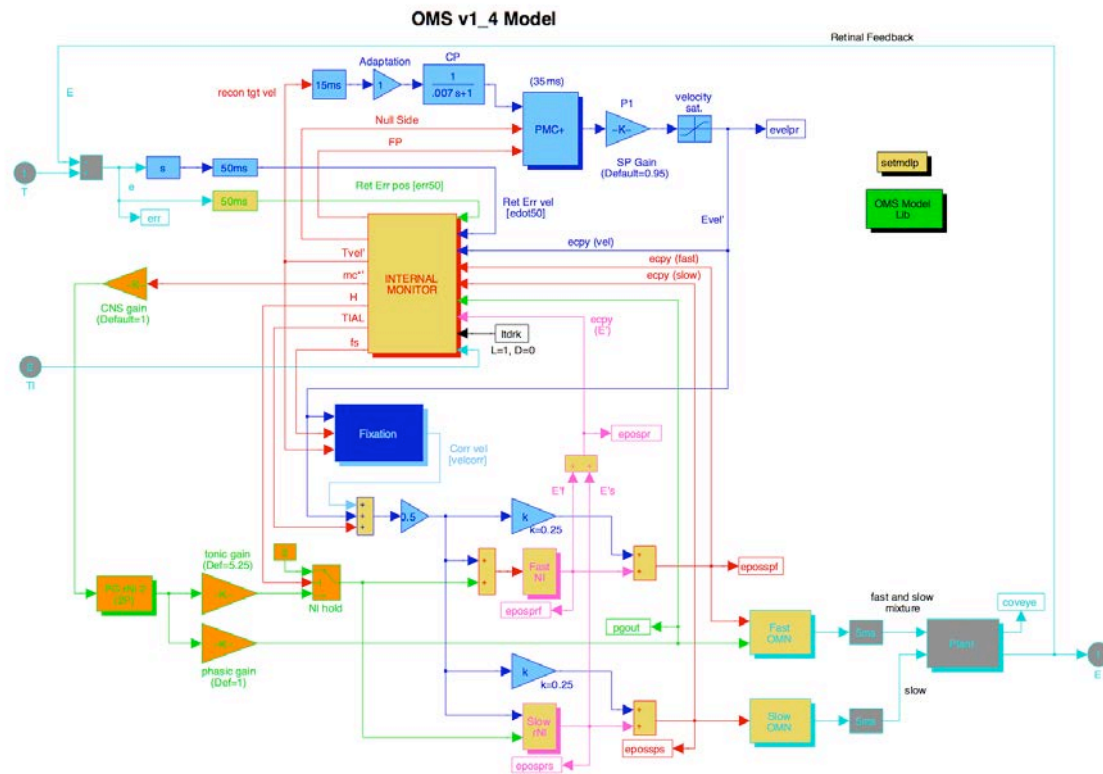 OMS v1_4 Model
Retinal Feedback
CP
Adaptation
1
.007 s+1
15ms
1
recon tgt vel
E
(35ms)
PMC+
P1
-K-
SP Gain
(Default=0.95)
velocity
sat.
evelpr
Null Side
FP
setmdlp
OMS Model
Lib
T
s
50ms
e
50ms
err
Ret Err pos [err50]
Ret Err vel
[edot50]
Evel'
ecpy (vel)
ecpy (fast)
ecpy (slow)
INTERNAL
MONITOR
Tvel'
mc*'
H
TIAL
fs
CNS gain
(Default=1)
ecpy
(E')
ltdrk
L=1, D=0
TI
Fixation
Corr vel
[velcorr]
epospr
E'f
E's
0.5
k
k=0.25
tonic gain
(Def=5.25)
NI hold
Fast
NI
eposprf
epospf
pgout
phasic gain
(Def=1)
k
k=0.25
Slow
rNI
eposprs
epossps
Fast
OMN
Slow
OMN
5ms
5ms
fast and slow
mixture
slow
Plant
coveye
1
E